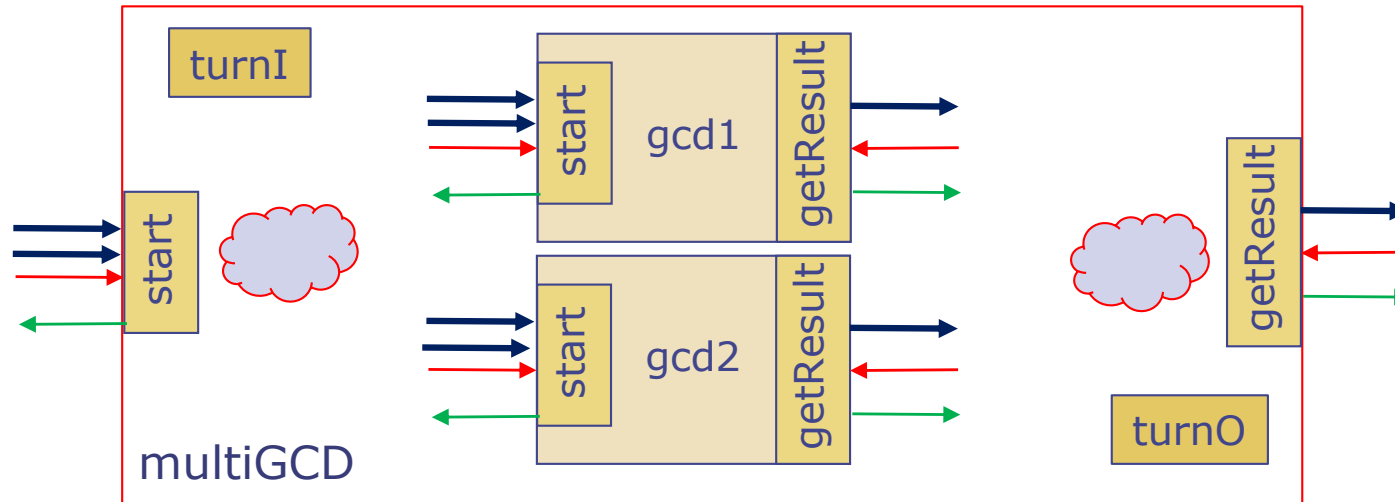 turnI
start
start
gcd1
getResult
start
gcd2
getResult
getResult
turnO
multiGCD